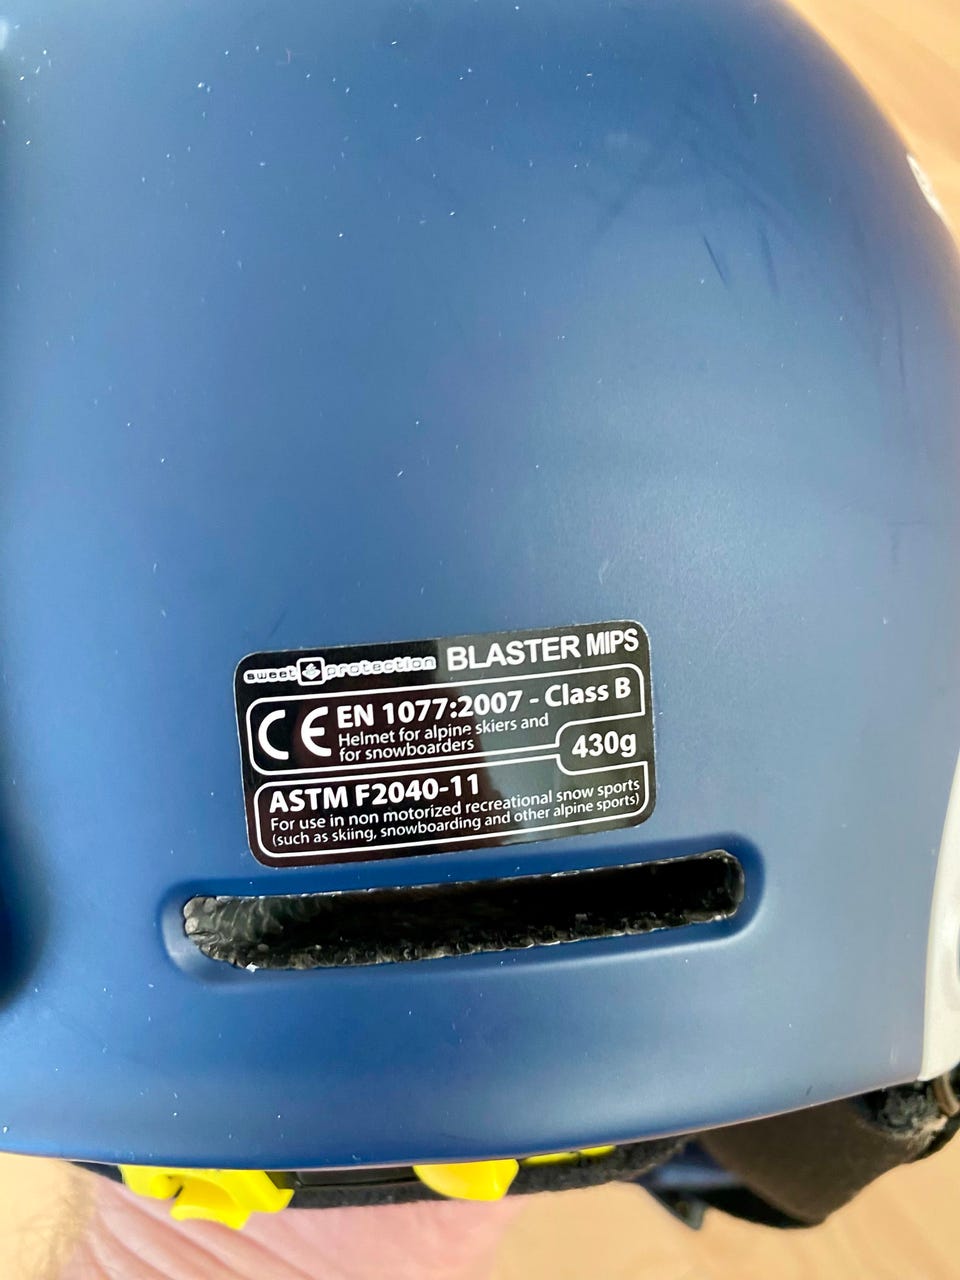 sweet protection BLASTER MIPS
CE EN 1077:2007 - Class B
Helmet for alpine skiers and
for snowboarders
430g
ASTM F2040-11
For use in non motorized recreational snow sports
(such as skiing, snowboarding and other alpine sports)